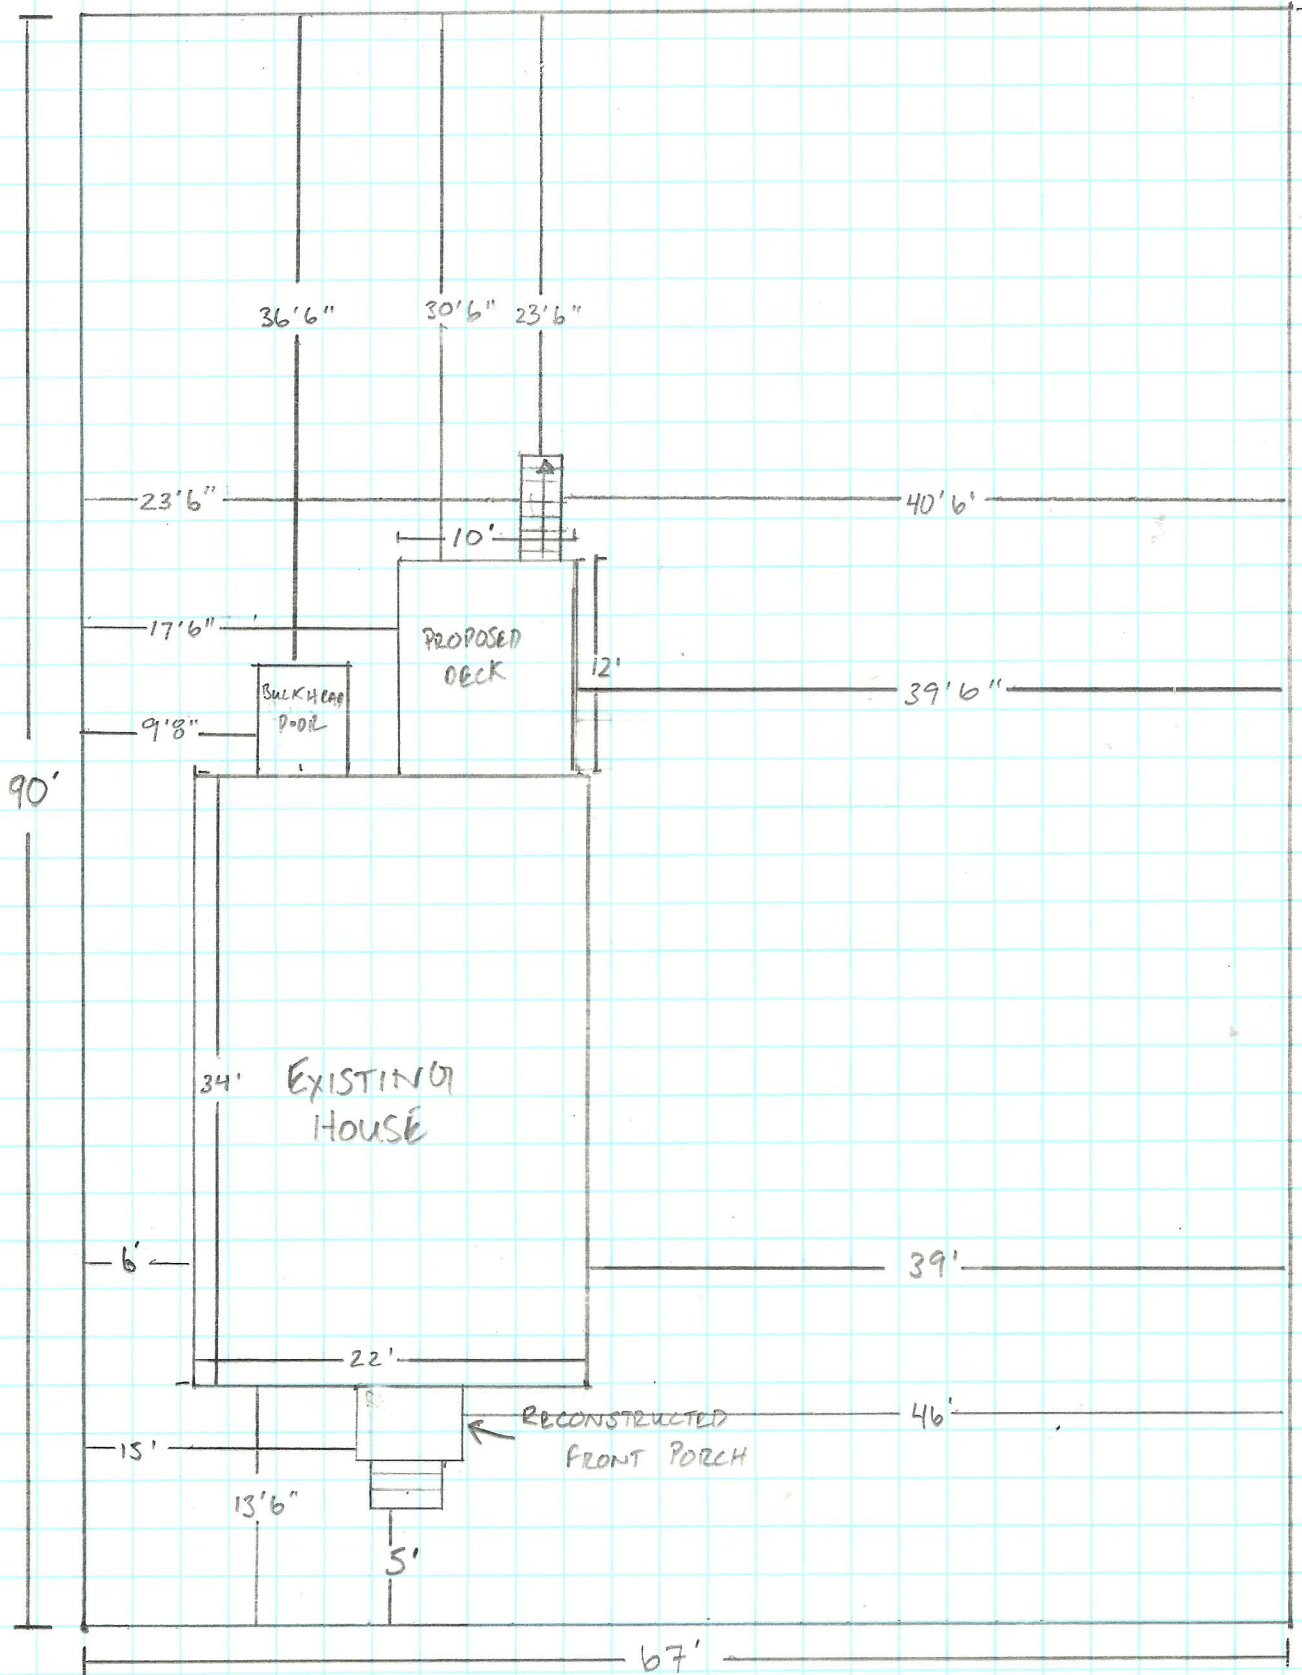 36'6"
30'6"
23'6"
23'6"
40'6'
10'
17'6"
PROPOSED
DECK
12'
39'6"
BULKHEAD
DOOR
9'8"
90'
34'
EXISTING
HOUSE
6'
39'
22'
RECONSTRUCTED
FRONT PORCH
46'
15'
13'6"
5'
67'